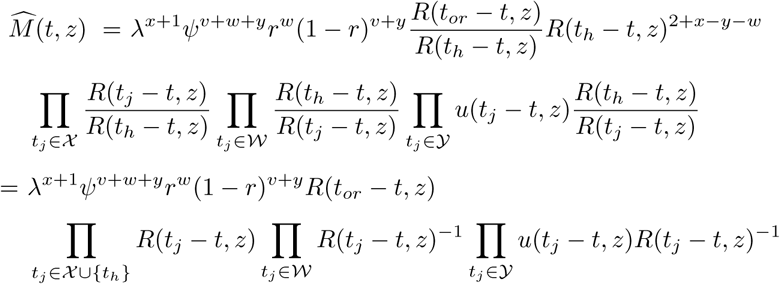 \widehat{M}(t, z) = \lambda^{x+1}\psi^{v+w+y}r^{w}(1-r)^{v+y}\frac{R(t_{or}-t,z)}{R(t_h-t,z)}R(t_h-t,z)^{2+x-y-w}
\prod_{t_j\in\mathcal{X}}\frac{R(t_j-t,z)}{R(t_h-t,z)}\prod_{t_j\in\mathcal{W}}\frac{R(t_h-t,z)}{R(t_j-t,z)}\prod_{t_j\in\mathcal{Y}}u(t_j-t,z)\frac{R(t_h-t,z)}{R(t_j-t,z)}
= \lambda^{x+1}\psi^{v+w+y}r^{w}(1-r)^{v+y}R(t_{or}-t,z)
\prod_{t_j\in\mathcal{X}\cup\{t_h\}}R(t_j-t,z)\prod_{t_j\in\mathcal{W}}R(t_j-t,z)^{-1}\prod_{t_j\in\mathcal{Y}}u(t_j-t,z)R(t_j-t,z)^{-1}